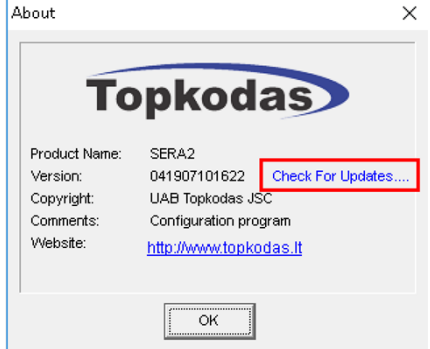 About
Topkodas
Product Name: SERA2
Version: 041907101622 Check For Updates....
Copyright: UAB Topkodas JSC
Comments: Configuration program
Website: http://www.topkodas.lt
OK